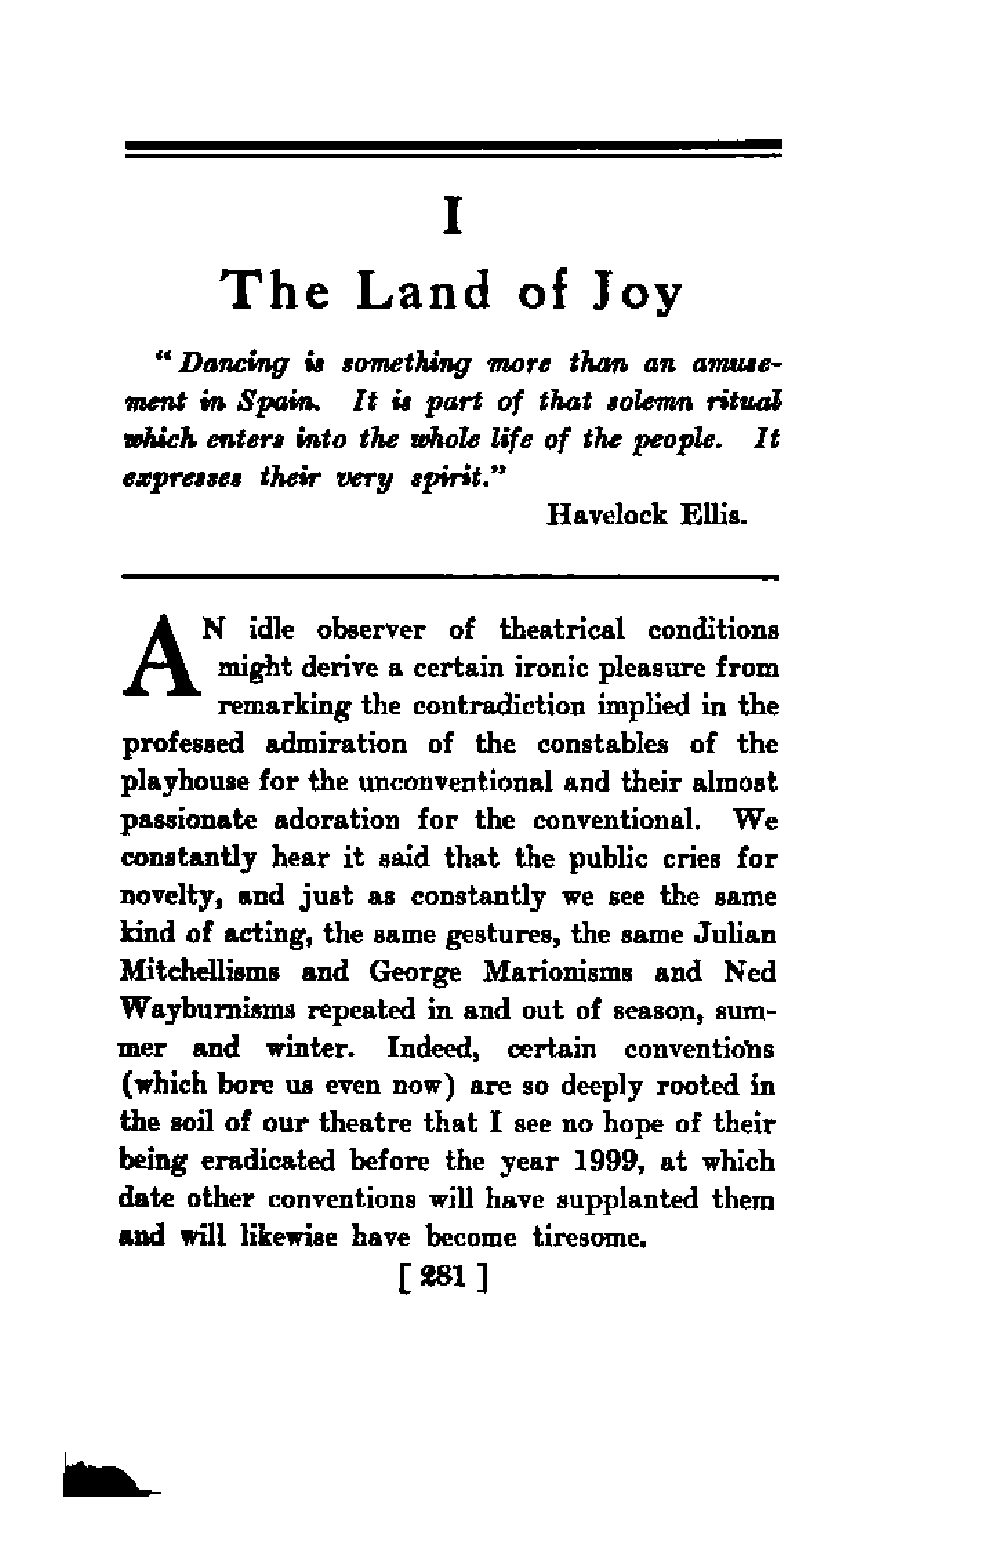 I
The Land of Joy
“Dancing is something more than an amuse-
ment in Spain. It is part of that solemn ritual
which enters into the whole life of the people. It
expresses their very spirit.”
Havelock Ellis.
AN idle observer of theatrical conditions
might derive a certain ironic pleasure from
remarking the contradiction implied in the
professed admiration of the constables of the
playhouse for the unconventional and their almost
passionate adoration for the conventional. We
constantly hear it said that the public cries for
novelty, and just as constantly we see the same
kind of acting, the same gestures, the same Julian
Mitchellisms and George Marionisms and Ned
Wayburnisms repeated in and out of season, sum-
mer and winter. Indeed, certain conventions
(which bore us even now) are so deeply rooted in
the soil of our theatre that I see no hope of their
being eradicated before the year 1999, at which
date other conventions will have supplanted them
and will likewise have become tiresome.
[ 281 ]